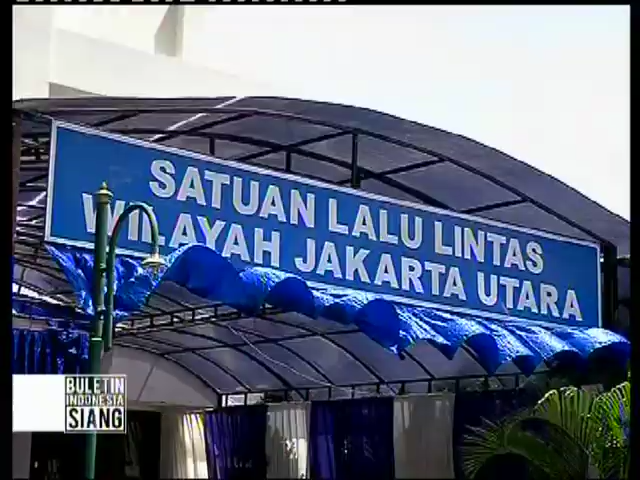 SATUAN LALU LINTAS
WILAYAH JAKARTA UTARA
BULETIN
INDONESIA
SIANG